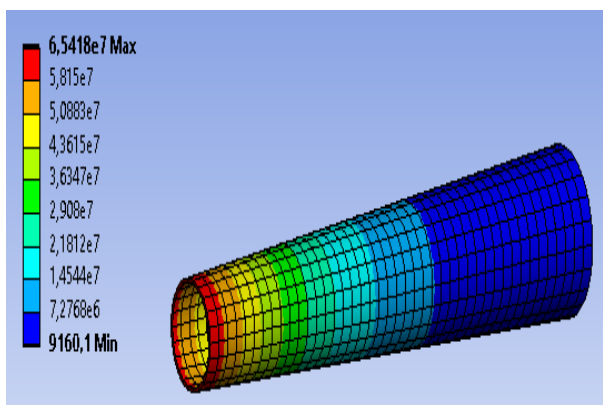 6,5418e7 Max
5,815e7
5,0883e7
4,3615e7
3,6347e7
2,908e7
2,1812e7
1,4544e7
7,2768e6
9160,1 Min